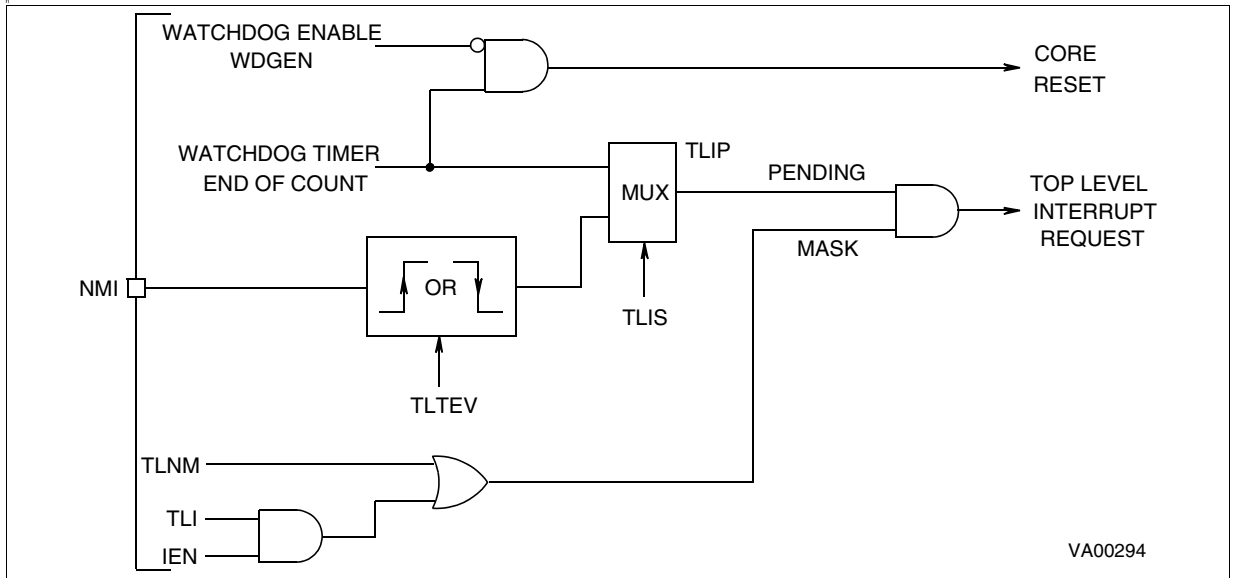 WATCHDOG ENABLE
WDGEN
CORE
RESET
WATCHDOG TIMER
END OF COUNT
TLIP
MUX
PENDING
TOP LEVEL
INTERRUPT
REQUEST
MASK
NMI
OR
TLIS
TLTEV
TLNM
TLI
IEN
VA00294